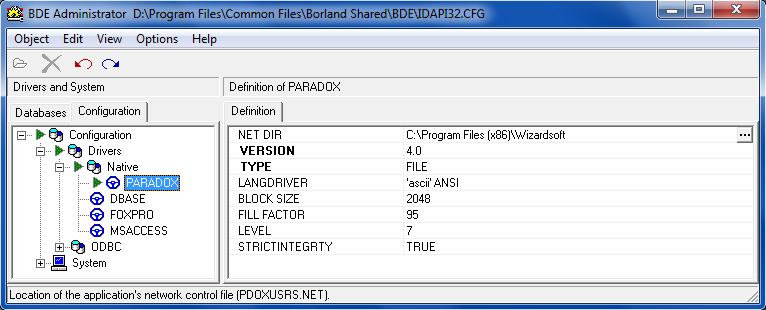 BDE Administrator D:\Program Files\Common Files\Borland Shared\BDE\IDAPI32.CFG
Object Edit View Options Help
Drivers and System
Definition of PARADOX
Databases Configuration
Definition
Configuration
Drivers
Native
PARADOX
DBASE
FOXPRO
MSACCESS
ODBC
System
NET DIR C:\Program Files (x86)\Wizardsoft ...
VERSION 4.0
TYPE FILE
LANGDRIVER 'ascii' ANSI
BLOCK SIZE 2048
FILL FACTOR 95
LEVEL 7
STRICTINTEGRTY TRUE
Location of the application's network control file (PDOXUSRS.NET).